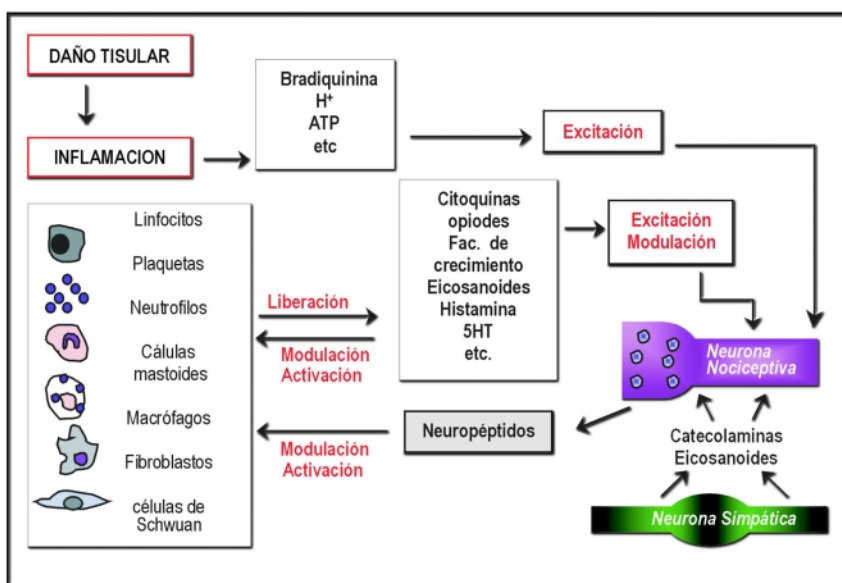 DAÑO TISULAR
INFLAMACION
Bradiquinina
H⁺
ATP
etc
Excitación
Linfocitos
Plaquetas
Neutrofilos
Cálulas
mastoides
Macrófagos
Fibroblastos
células de
Schwuan
Liberación
Modulación
Activación
Citoquinas
opiodes
Fac. de
crecimiento
Eicosanoides
Histamina
5HT
etc.
Excitación
Modulación
Neurona
Nociceptiva
Neuropéptidos
Modulación
Activación
Catecolaminas
Eicosanoides
Neurona Simpática